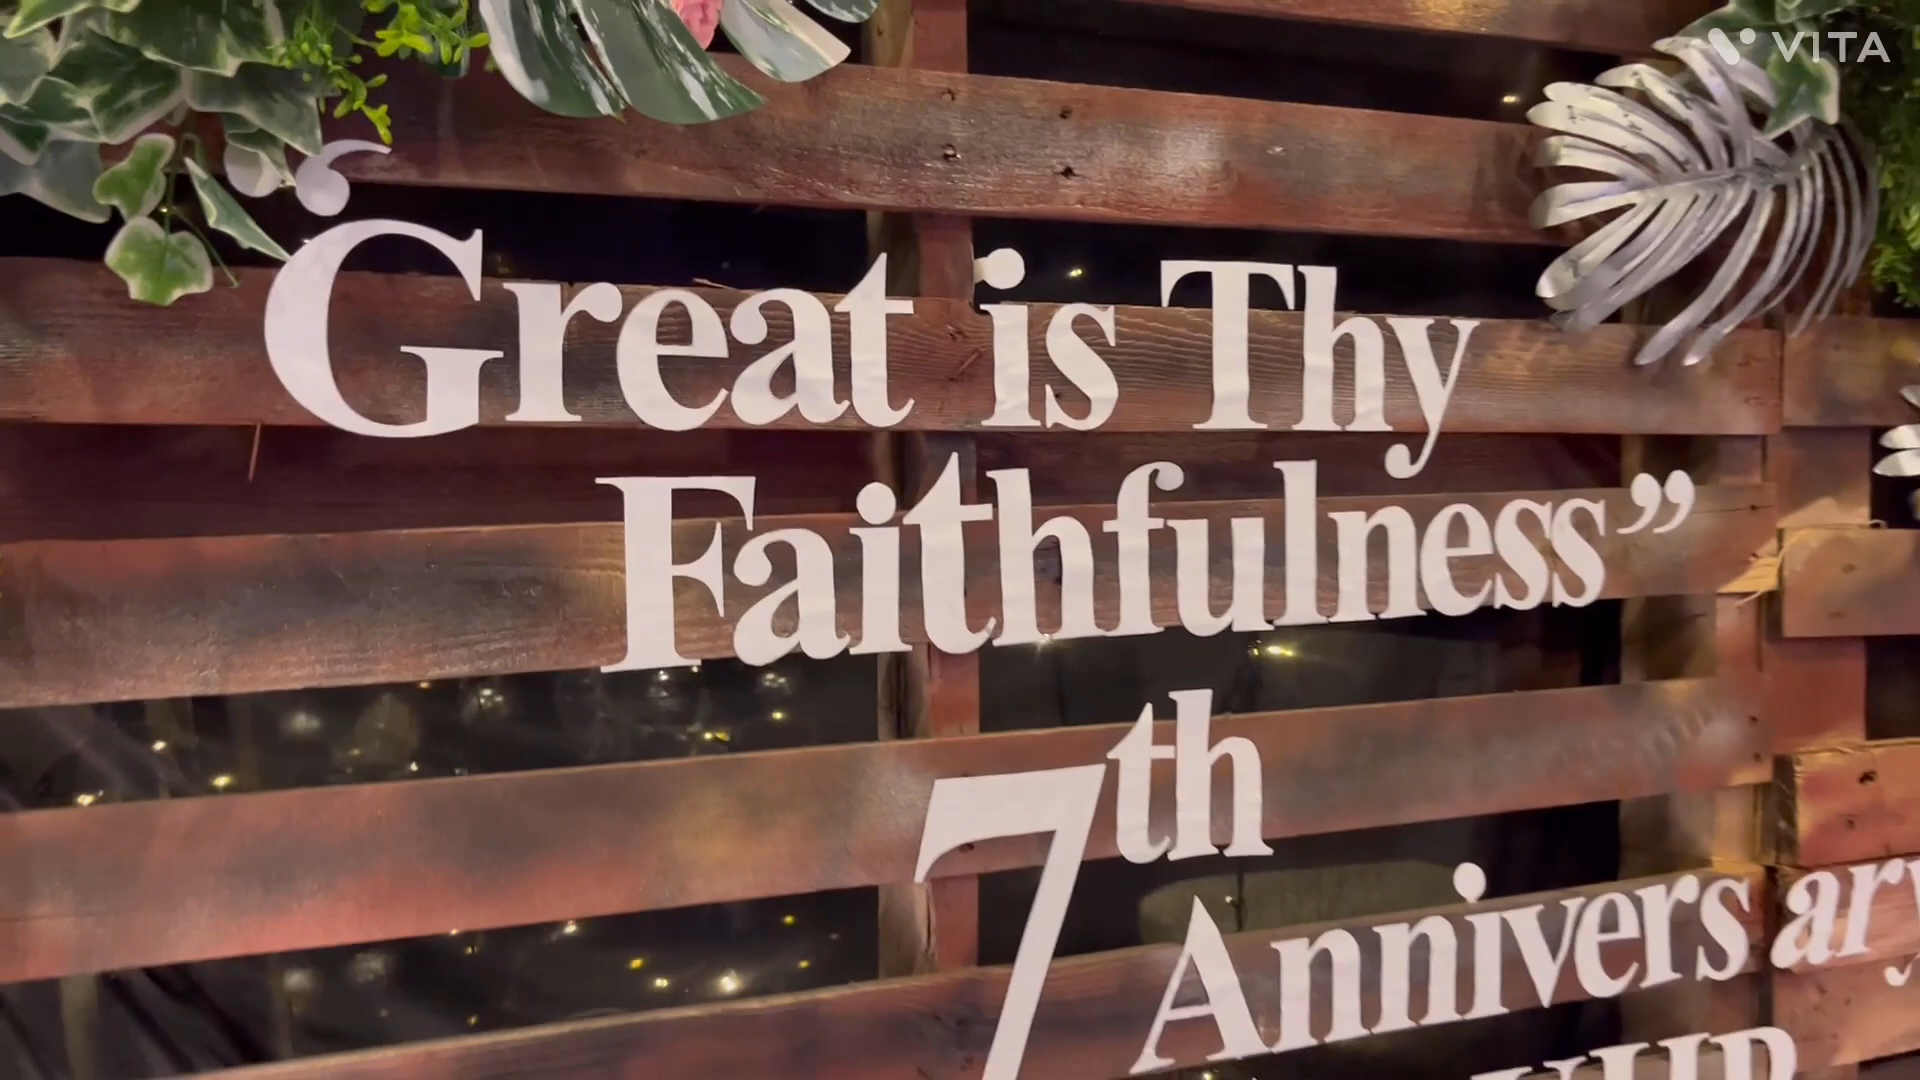 VITA
“Great is Thy
Faithfulness”
7th
Anniversary